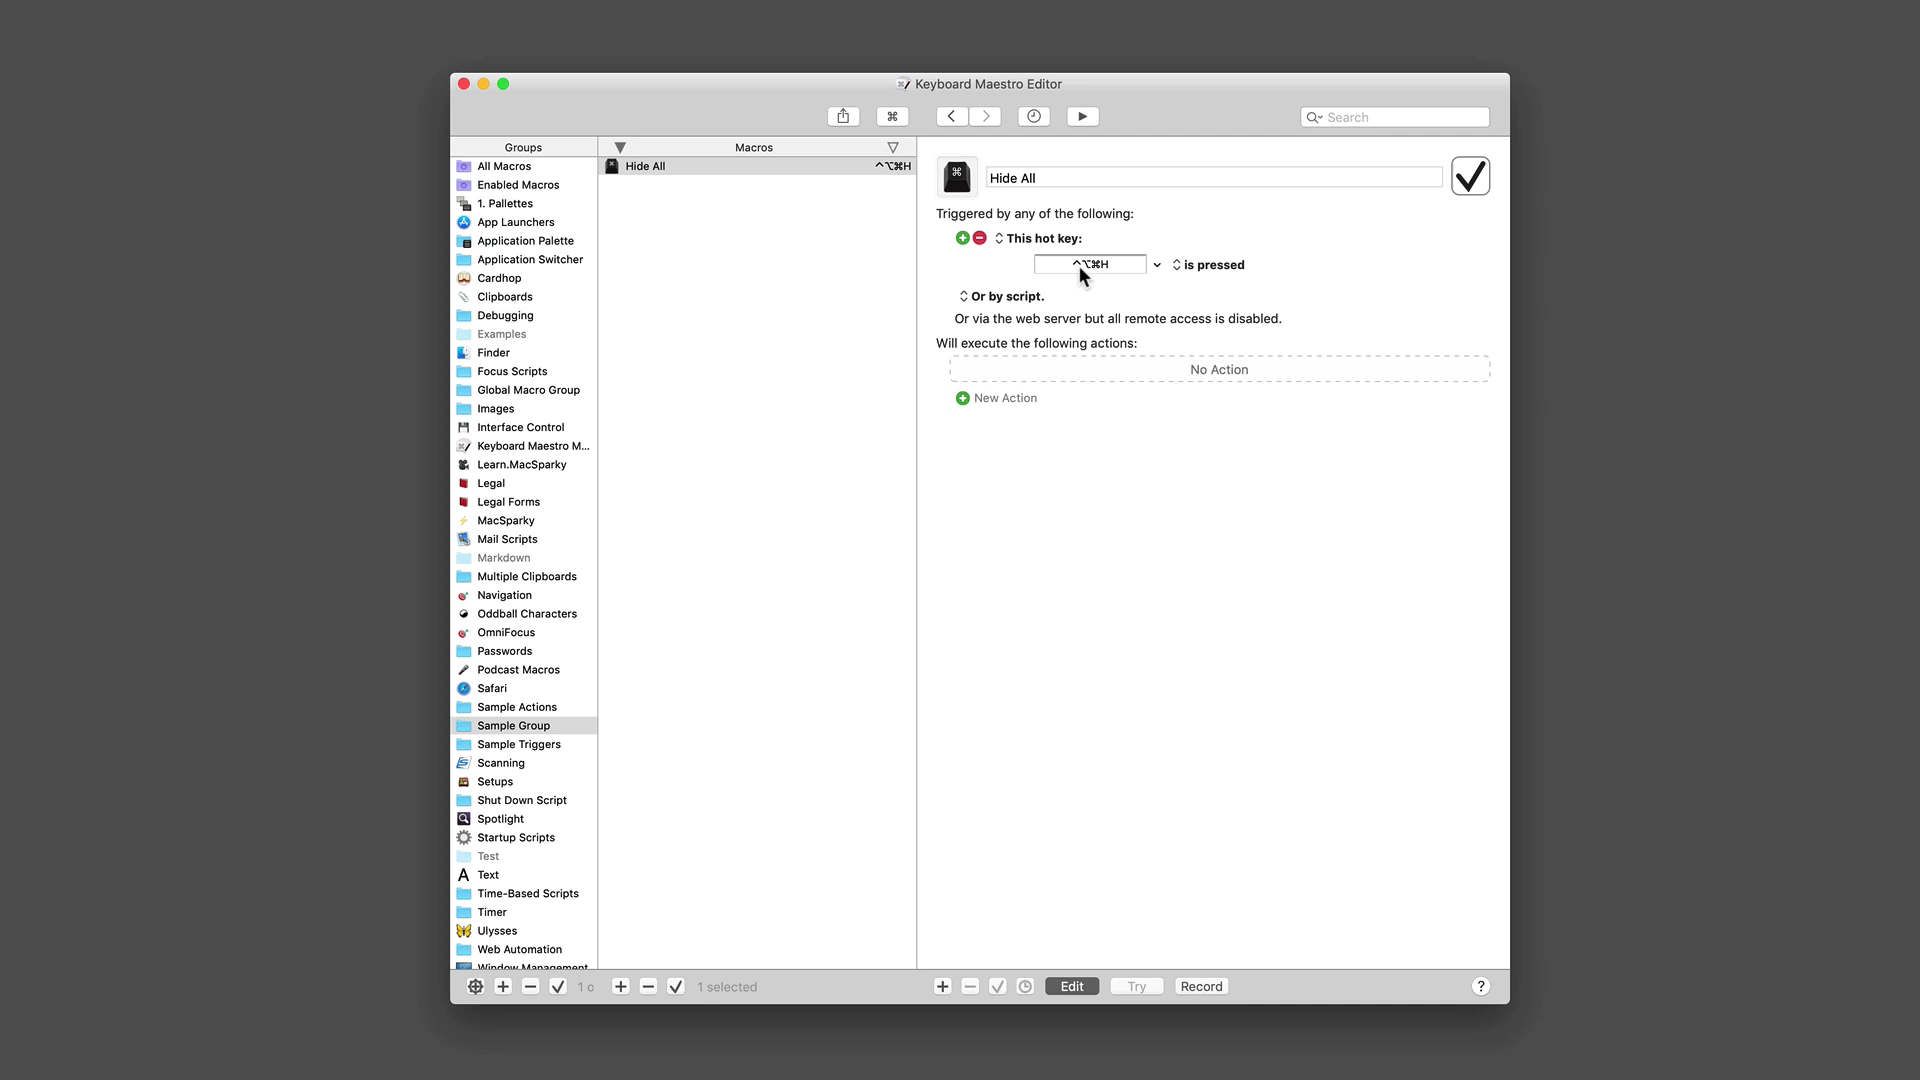 Keyboard Maestro Editor
Search
Groups
Macros
All Macros
Enabled Macros
1. Pallettes
App Launchers
Application Palette
Application Switcher
Cardhop
Clipboards
Debugging
Examples
Finder
Focus Scripts
Global Macro Group
Images
Interface Control
Keyboard Maestro M...
Learn.MacSparky
Legal
Legal Forms
MacSparky
Mail Scripts
Markdown
Multiple Clipboards
Navigation
Oddball Characters
OmniFocus
Passwords
Podcast Macros
Safari
Sample Actions
Sample Group
Sample Triggers
Scanning
Setups
Shut Down Script
Spotlight
Startup Scripts
Test
Text
Time-Based Scripts
Timer
Ulysses
Web Automation
Window Management
Hide All ⌃⌥⌘H
Hide All
Triggered by any of the following:
This hot key:
⌃⌥⌘H is pressed
Or by script.
Or via the web server but all remote access is disabled.
Will execute the following actions:
No Action
New Action
1 o
1 selected
Edit Try Record ?